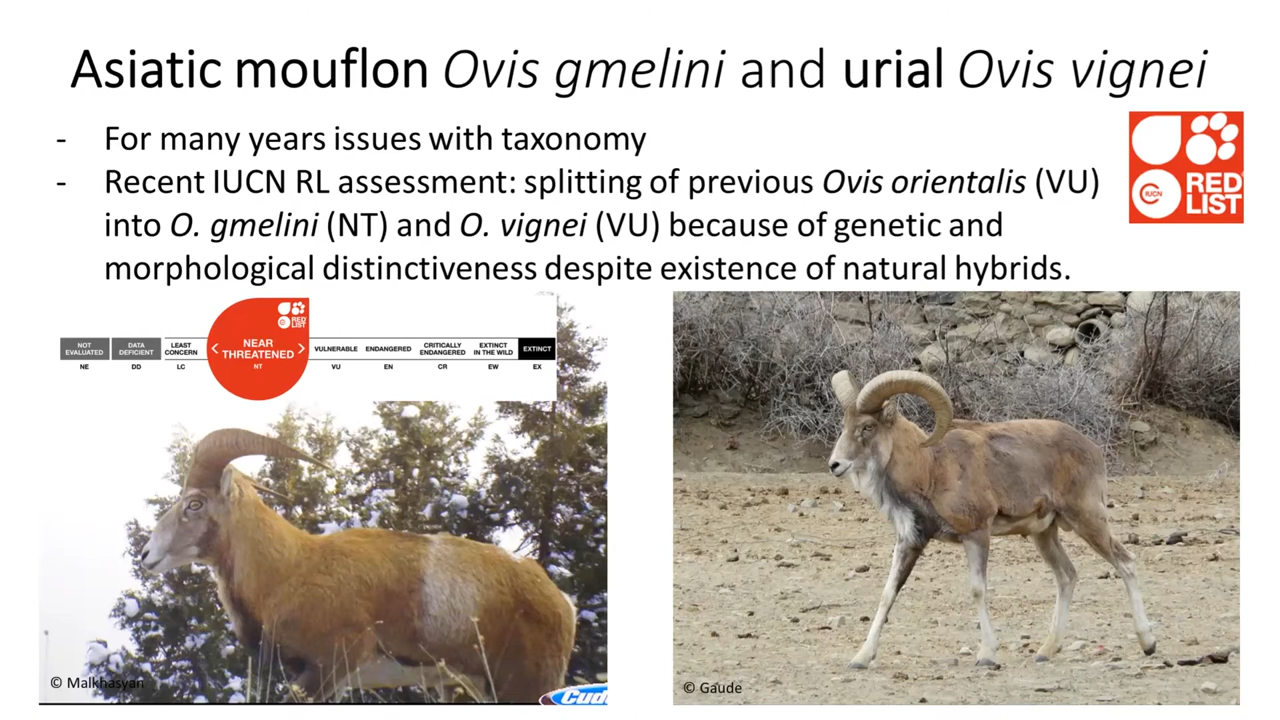 Asiatic mouflon Ovis gmelini and urial Ovis vignei
- For many years issues with taxonomy
- Recent IUCN RL assessment: splitting of previous Ovis orientalis (VU)
into O. gmelini (NT) and O. vignei (VU) because of genetic and
morphological distinctiveness despite existence of natural hybrids.
IUCN
RED
LIST
RED
LIST
NOT
EVALUATED
DATA
DEFICIENT
LEAST
CONCERN
< NEAR
THREATENED >
VULNERABLE
ENDANGERED
CRITICALLY
ENDANGERED
EXTINCT
IN THE WILD
EXTINCT
NE
DD
LC
NT
VU
EN
CR
EW
EX
© Malkhasyan
© Gaude